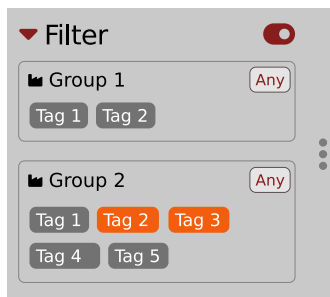 Filter
Group 1 Any
Tag 1 Tag 2
Group 2 Any
Tag 1 Tag 2 Tag 3
Tag 4 Tag 5